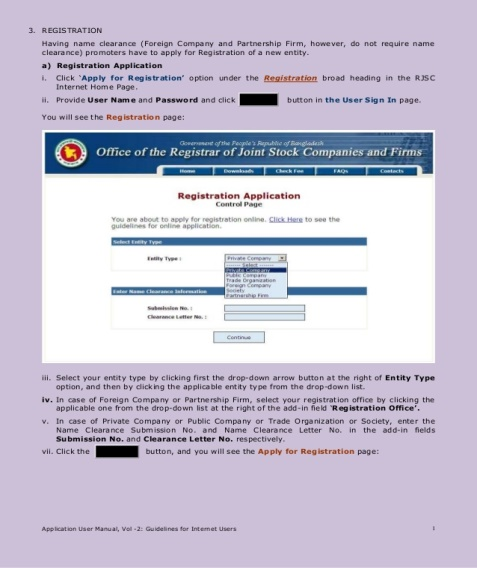 3. REGISTRATION
Having name clearance (Foreign Company and Partnership Firm, however, do not require name
clearance) promoters have to apply for Registration of a new entity.
a) Registration Application
i. Click 'Apply for Registration' option under the Registration broad heading in the RJSC
Internet Home Page.
ii. Provide User Name and Password and click button in the User Sign In page.
You will see the Registration page:
Government of the People's Republic of Bangladesh
Office of the Registrar of Joint Stock Companies and Firms
Home Downloads Check Fee FAQs Contacts
Registration Application
Control Page
You are about to apply for registration online. Click Here to see the
guidelines for online application.
Select Entity Type
Entity Type : Private Company
------ Select ------
Private Company
Public Company
Trade Organization
Foreign Company
Society
Partnership Firm
Enter Name Clearance Information
Submission No. :
Clearance Letter No. :
Continue
iii. Select your entity type by clicking first the drop-down arrow button at the right of Entity Type
option, and then by clicking the applicable entity type from the drop-down list.
iv. In case of Foreign Company or Partnership Firm, select your registration office by clicking the
applicable one from the drop-down list at the right of the add-in field 'Registration Office'.
v. In case of Private Company or Public Company or Trade Organization or Society, enter the
Name Clearance Submission No. and Name Clearance Letter No. in the add-in fields
Submission No. and Clearance Letter No. respectively.
vii. Click the button, and you will see the Apply for Registration page:
Application User Manual, Vol -2: Guidelines for Internet Users